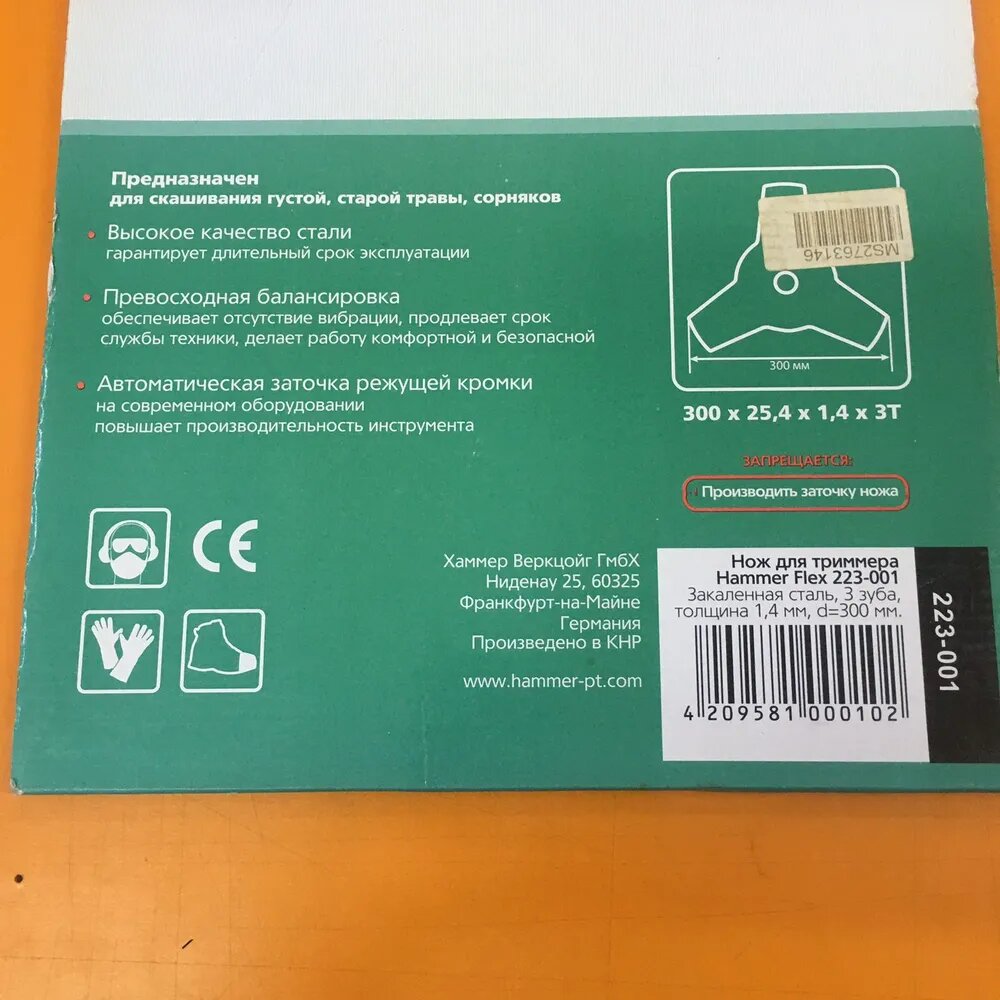 Предназначен
для скашивания густой, старой травы, сорняков
• Высокое качество стали
гарантирует длительный срок эксплуатации
• Превосходная балансировка
обеспечивает отсутствие вибрации, продлевает срок
службы техники, делает работу комфортной и безопасной
• Автоматическая заточка режущей кромки
на современном оборудовании
повышает производительность инструмента
MS2763146
300 мм
300 x 25,4 x 1,4 x 3T
ЗАПРЕЩАЕТСЯ:
Производить заточку ножа
CE
Хаммер Веркцойг ГмбХ
Ниденау 25, 60325
Франкфурт-на-Майне
Германия
Произведено в КНР
www.hammer-pt.com
Нож для триммера
Hammer Flex 223-001
Закаленная сталь, 3 зуба,
толщина 1,4 мм, d=300 мм.
4 209581 000102
223-001